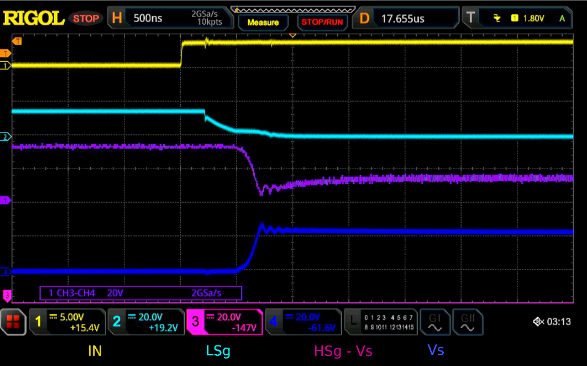 RIGOL STOP H 500ns 2GSa/s 10kpts Measure STOP/RUN D 17.655us T 1 1.80V A
1 CH3-CH4 20V 2GSa/s
1 5.00V +15.4V 2 20.0V +19.2V 3 20.0V -147V 4 20.0V -61.6V L 0 1 2 3 4 5 6 7 8 9 10 11 12 13 14 15 GI GII 03:13
IN LSg HSg - Vs Vs